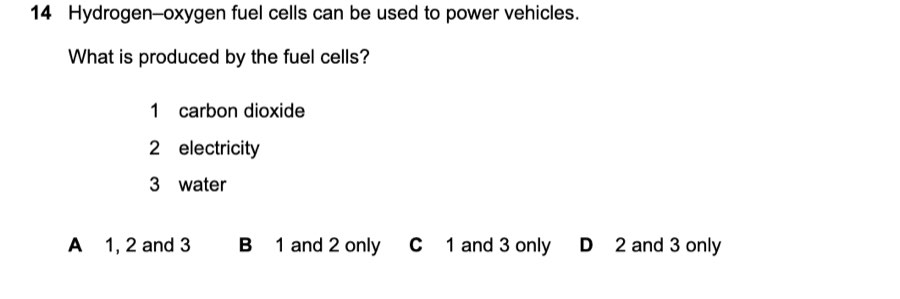 14 Hydrogen–oxygen fuel cells can be used to power vehicles.
What is produced by the fuel cells?
1 carbon dioxide
2 electricity
3 water
A 1, 2 and 3 B 1 and 2 only C 1 and 3 only D 2 and 3 only